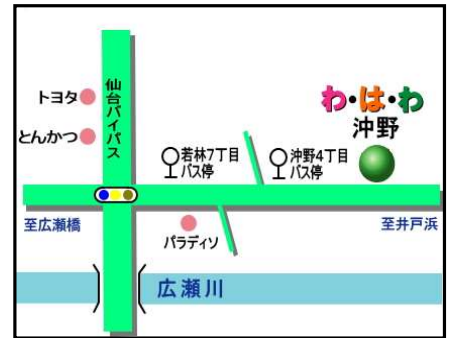 仙台バイパス
トヨタ
とんかつ
わ・は・わ
沖野
若林7丁目
バス停
沖野4丁目
バス停
至広瀬橋
パラディソ
至井戸浜
広瀬川